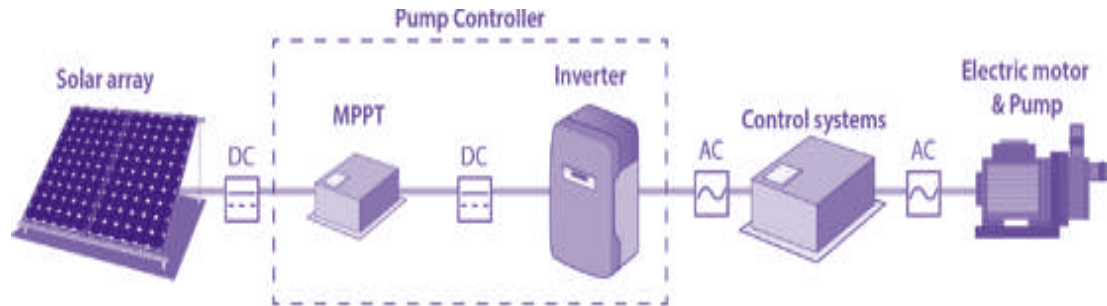 Pump Controller
Solar array
DC
MPPT
DC
Inverter
AC
Control systems
AC
Electric motor
& Pump